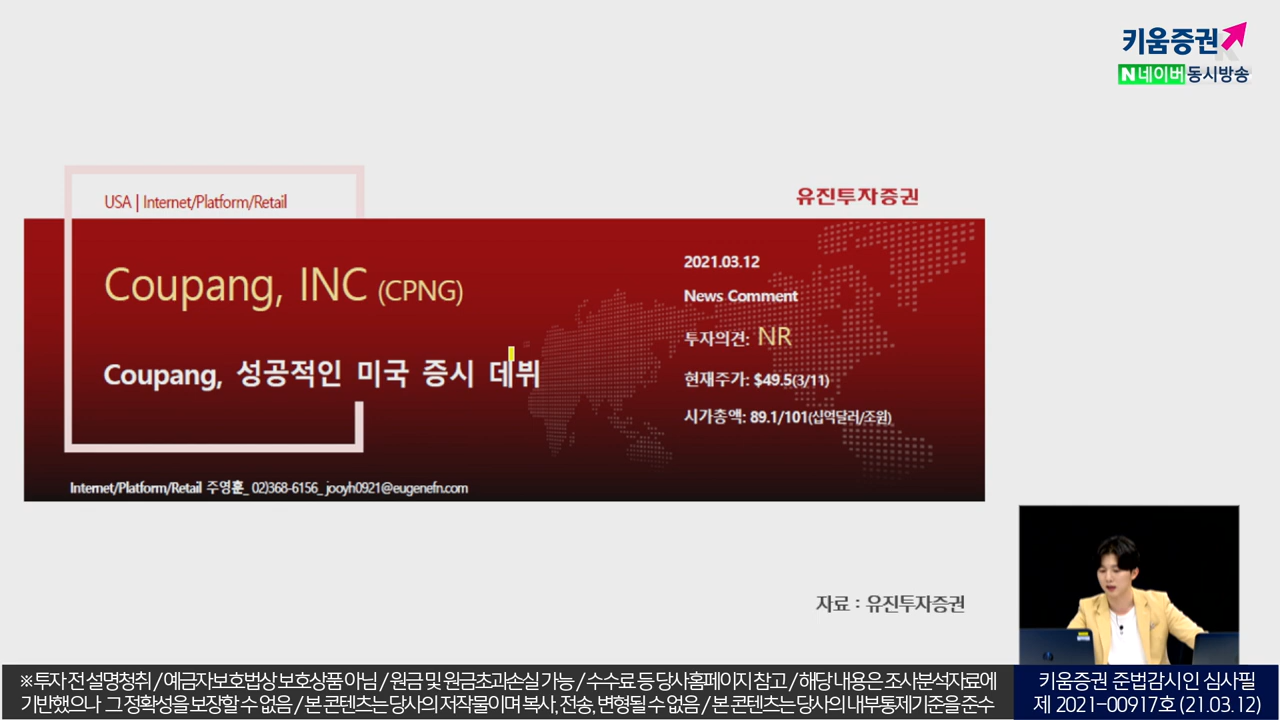 키움증권
N 네이버 동시방송
USA | Internet/Platform/Retail
유진투자증권
Coupang, INC (CPNG)
Coupang, 성공적인 미국 증시 데뷔
2021.03.12
News Comment
투자의견: NR
현재주가: $49.5(3/11)
시가총액: 89.1/101(십억달러/조원)
Internet/Platform/Retail 주영훈_ 02)368-6156_ jooyh0921@eugenefn.com
자료 : 유진투자증권
※ 투자 전 설명청취 / 예금자보호법상 보호상품 아님 / 원금 및 원금초과손실 가능 / 수수료 등 당사홈페이지 참고 / 해당 내용은 조사분석자료에
기반했으나 그 정확성을 보장할 수 없음 / 본 콘텐츠는 당사의 저작물이며 복사, 전송, 변형될 수 없음 / 본 콘텐츠는 당사의 내부통제기준을 준수
키움증권 준법감시인 심사필
제 2021-00917호 (21.03.12)